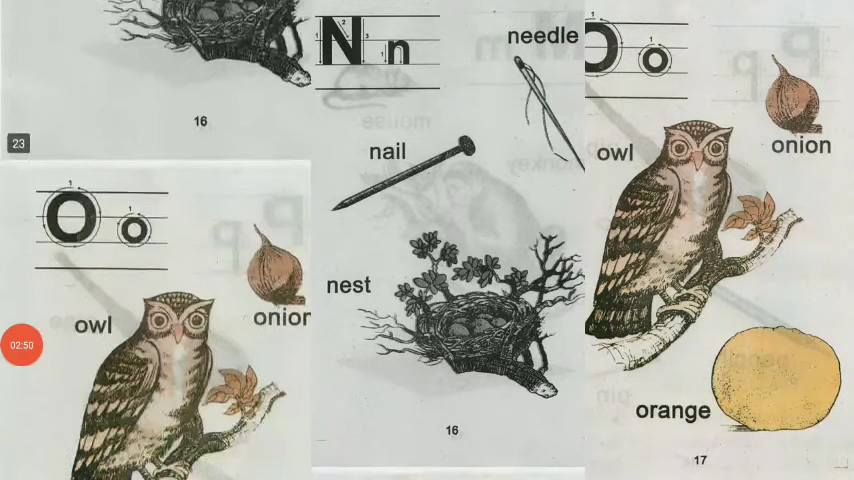 16
23
O o
onion
owl
02:50
N n
needle
nail
nest
16
O o
onion
owl
orange
17